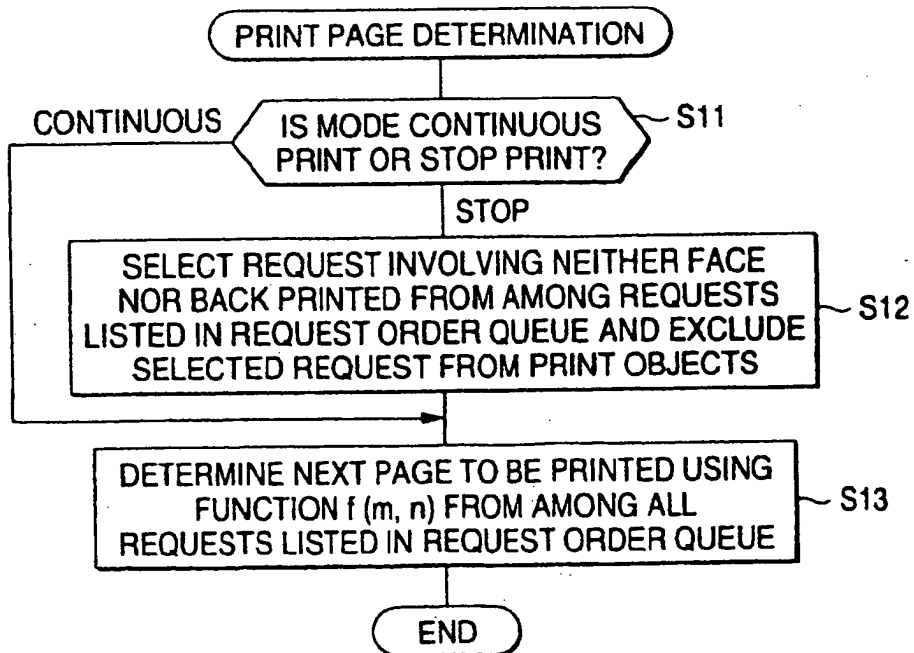 PRINT PAGE DETERMINATION
CONTINUOUS
IS MODE CONTINUOUS
PRINT OR STOP PRINT?
S11
STOP
SELECT REQUEST INVOLVING NEITHER FACE
NOR BACK PRINTED FROM AMONG REQUESTS
LISTED IN REQUEST ORDER QUEUE AND EXCLUDE
SELECTED REQUEST FROM PRINT OBJECTS
S12
DETERMINE NEXT PAGE TO BE PRINTED USING
FUNCTION f (m, n) FROM AMONG ALL
REQUESTS LISTED IN REQUEST ORDER QUEUE
S13
END